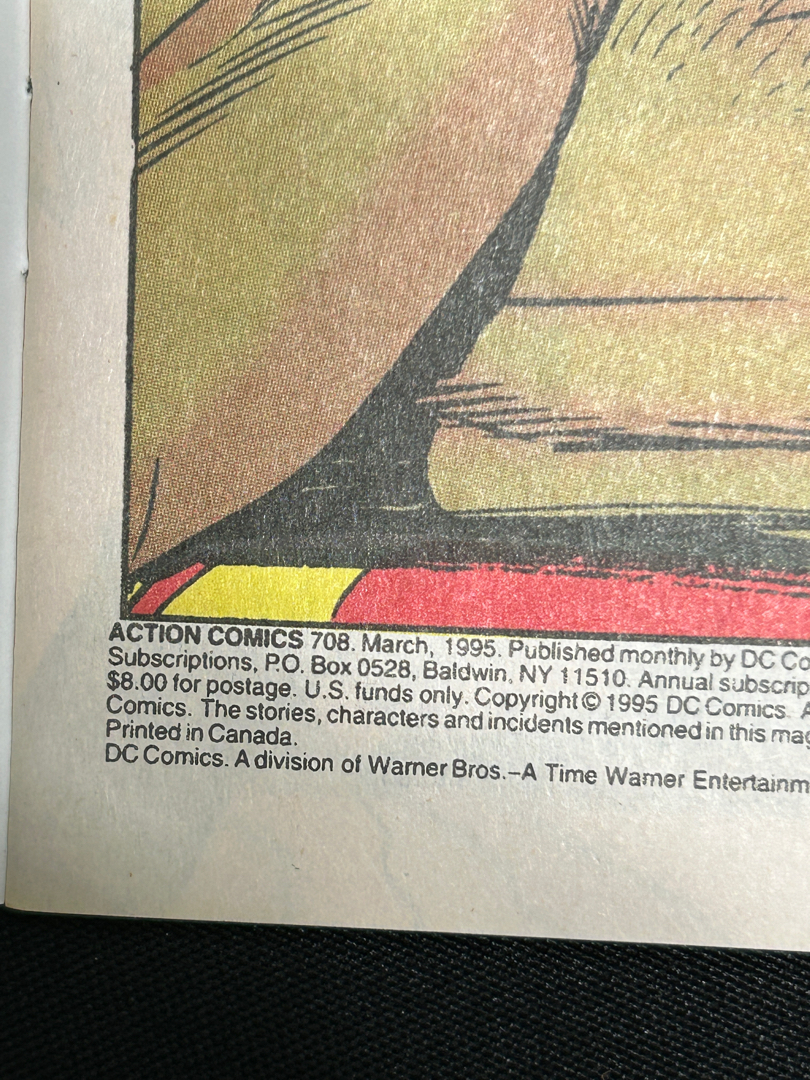 ACTION COMICS 708. March, 1995. Published monthly by DC Co
Subscriptions, P.O. Box 0528, Baldwin, NY 11510. Annual subscrip
$8.00 for postage. U.S. funds only. Copyright © 1995 DC Comics. A
Comics. The stories, characters and incidents mentioned in this mag
Printed in Canada.
DC Comics. A division of Warner Bros.–A Time Warner Entertainm